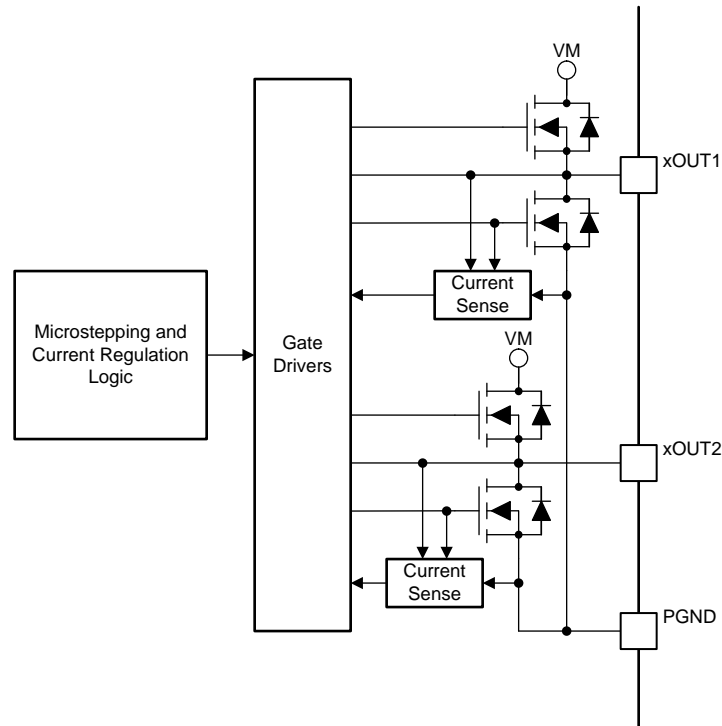 VM
xOUT1
Current
Sense
Microstepping and
Current Regulation
Logic
Gate
Drivers
VM
xOUT2
Current
Sense
PGND